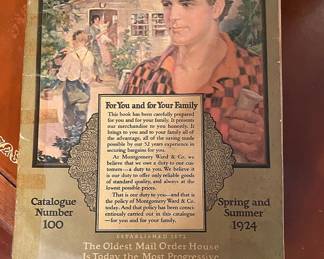 For You and for Your Family
This book has been carefully prepared
for you and for your family. It presents
our merchandise to you honestly. It
brings to you and to your family all of
the advantage, all of the saving made
possible by our 52 years experience in
securing bargains for you.
At Montgomery Ward & Co. we
believe that we owe a duty to our cus-
tomers—a duty to you. We believe it
is our duty to offer only reliable goods
of standard quality, and always at the
lowest possible prices.
That is our duty to you—and that is
the policy of Montgomery Ward & Co.
today. And that policy has been consci-
entiously carried out in this catalogue
—for you and for your family.
Catalogue
Number
100
Spring and
Summer
1924
ESTABLISHED 1872
The Oldest Mail Order House
Is Today the Most Progressive